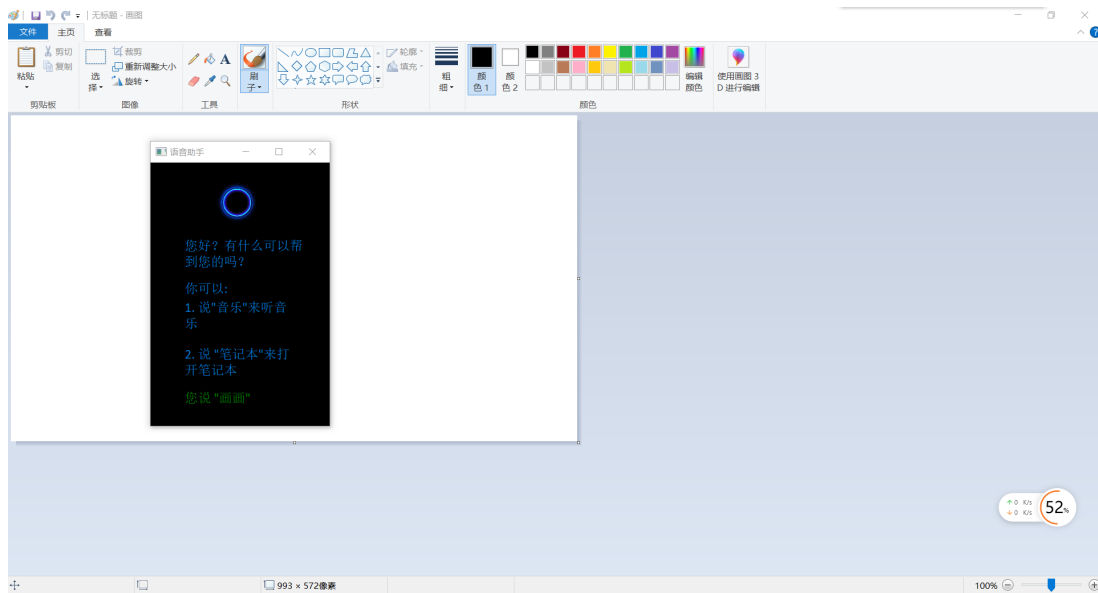 无标题 - 画图
文件 主页 查看
粘贴
剪切
复制
剪贴板
选择
裁剪
重新调整大小
旋转
图像
A
工具
刷子
轮廓
填充
形状
粗细
颜色 1
颜色 2
编辑颜色
颜色
使用画图 3D 进行编辑
语音助手
您好？有什么可以帮
到您的吗？
你可以:
1. 说"音乐"来听音
乐
2. 说 "笔记本"来打
开笔记本
您说 "画画"
0 K/s
0 K/s
52%
993 × 572像素
100%